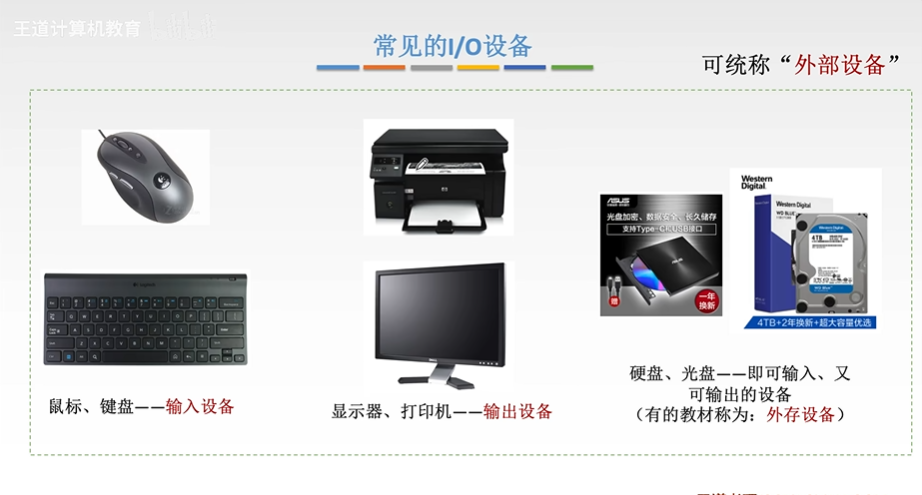 王道计算机教育
常见的I/O设备
可统称“外部设备”
鼠标、键盘——输入设备
显示器、打印机——输出设备
ASUS
光盘加密、数据安全、长久储存
支持Type-C/USB接口
赠
一年
换新
Western
Digital
Western Digital
WD BLUE
Western Digital
4TB
4TB+2年换新+超大容量优选
硬盘、光盘——即可输入、又
可输出的设备
（有的教材称为：外存设备）